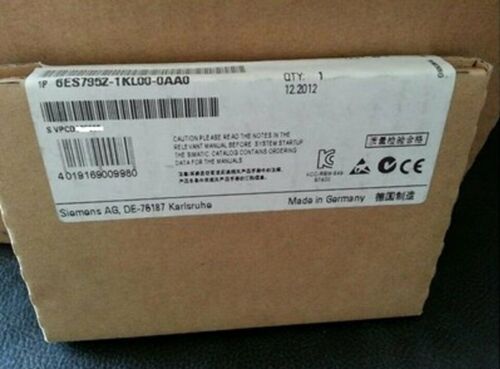 1P 6ES7952-1KL00-0AA0
QTY: 1
12.2012
S VPC
CAUTION PLEASE READ THE NOTES IN THE
RELEVANT MANUAL BEFORE SYSTEM STARTUP
THE SIMATIC CATALOG CONTAINS ORDERING
DATA FOR THE MANUALS
质量检验合格
4019169009980
CE
Siemens AG, DE-76187 Karlsruhe
Made in Germany 德国制造